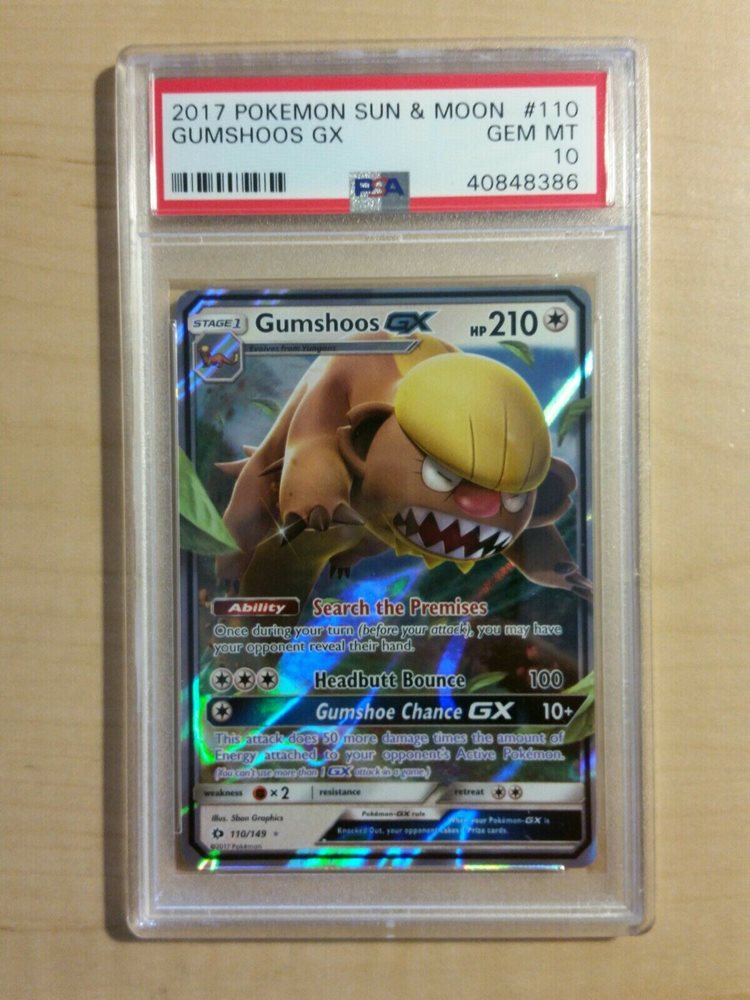 2017 POKEMON SUN & MOON #110
GUMSHOOS GX GEM MT
10
PSA 40848386
STAGE 1 Gumshoos GX HP 210
Evolves from Yungoos
Ability Search the Premises
Once during your turn (before your attack), you may have
your opponent reveal their hand.
Headbutt Bounce 100
Gumshoe Chance GX 10+
This attack does 50 more damage times the amount of
Energy attached to your opponent's Active Pokémon.
(You can't use more than 1 GX attack in a game.)
weakness ×2 resistance retreat
Illus. 5ban Graphics
Pokémon-GX rule
When your Pokémon-GX is
Knocked Out, your opponent takes 2 Prize cards.
110/149
©2017 Pokémon